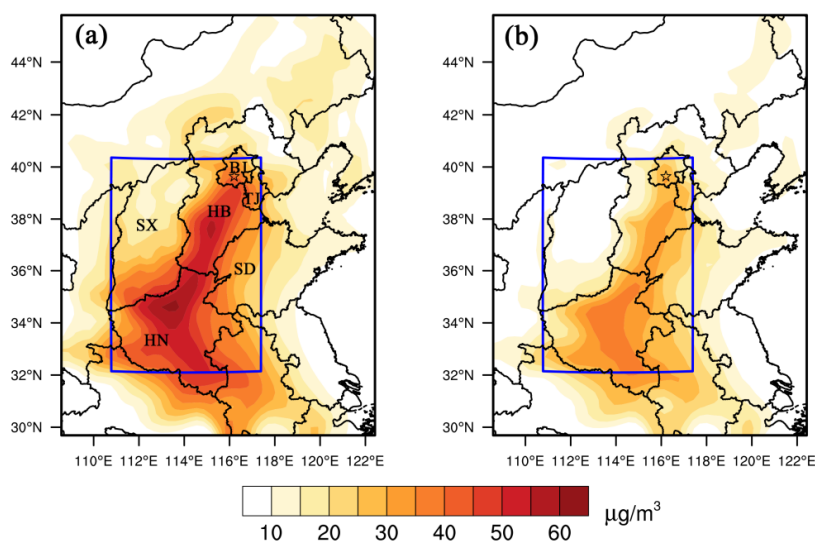 (a) (b)
44°N 44°N
42°N 42°N
40°N BJ 40°N
TJ
38°N HB 38°N
SX
36°N SD 36°N
34°N 34°N
HN
32°N 32°N
30°N 30°N
110°E 112°E 114°E 116°E 118°E 120°E 122°E 110°E 112°E 114°E 116°E 118°E 120°E 122°E
10 20 30 40 50 60 μg/m³